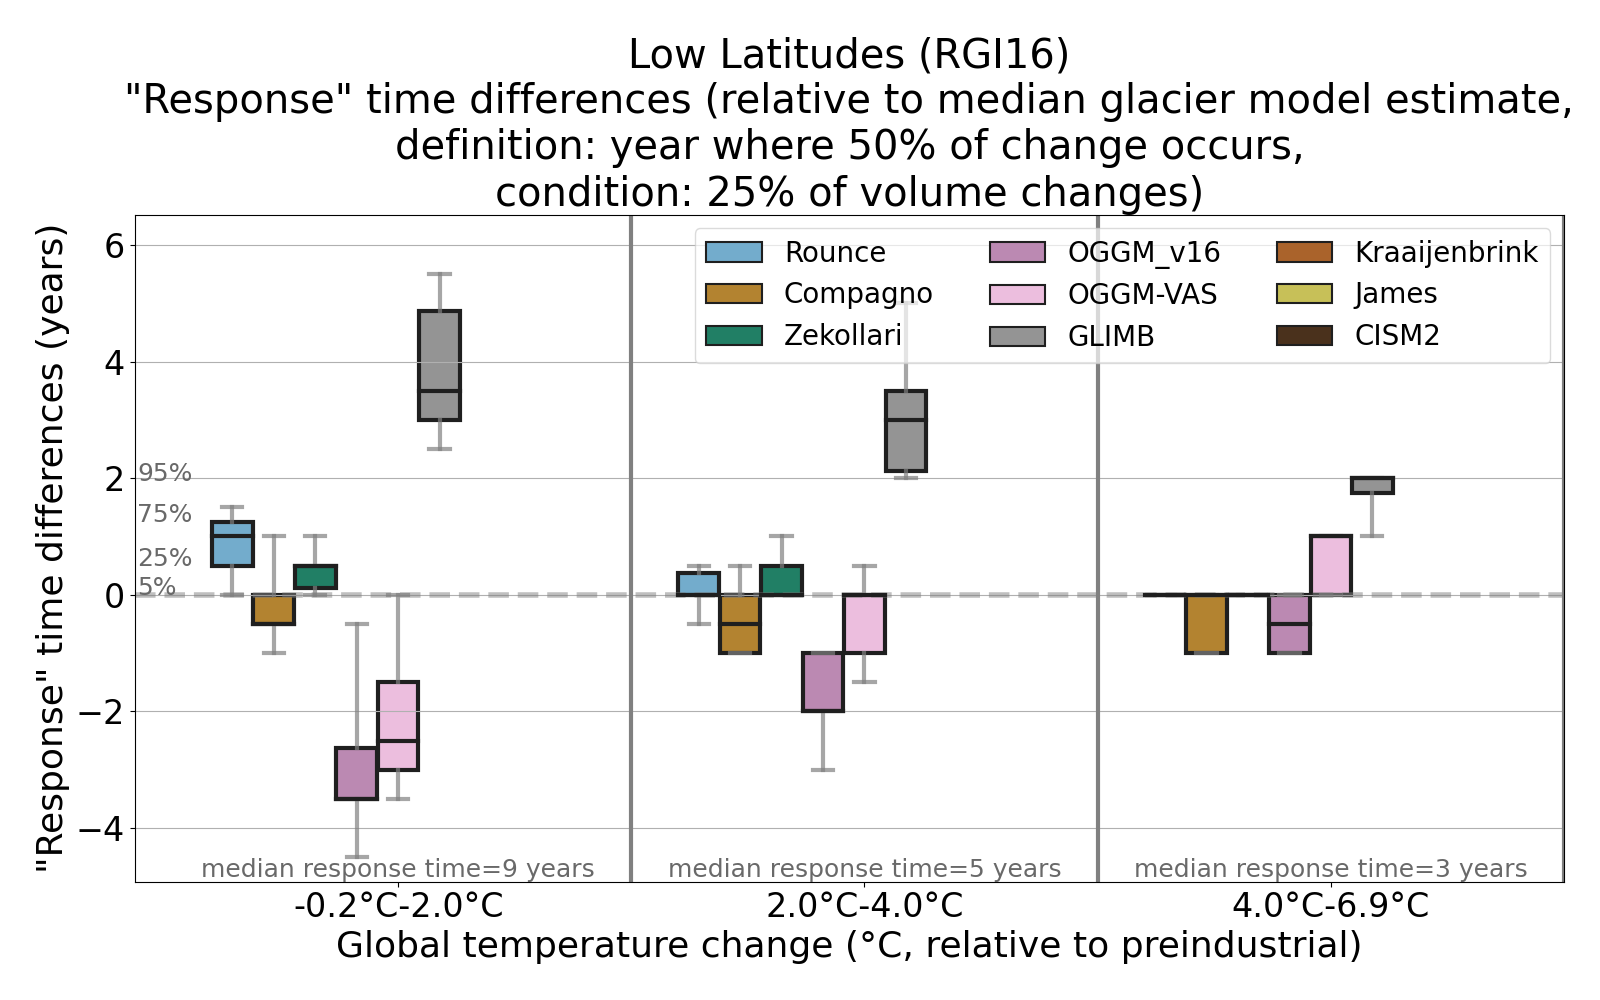 Low Latitudes (RGI16)
"Response" time differences (relative to median glacier model estimate,
definition: year where 50% of change occurs,
condition: 25% of volume changes)
"Response" time differences (years)
6
4
2
0
−2
−4
95%
75%
25%
5%
Rounce
Compagno
Zekollari
OGGM_v16
OGGM-VAS
GLIMB
Kraaijenbrink
James
CISM2
median response time=9 years
median response time=5 years
median response time=3 years
-0.2°C-2.0°C
2.0°C-4.0°C
4.0°C-6.9°C
Global temperature change (°C, relative to preindustrial)